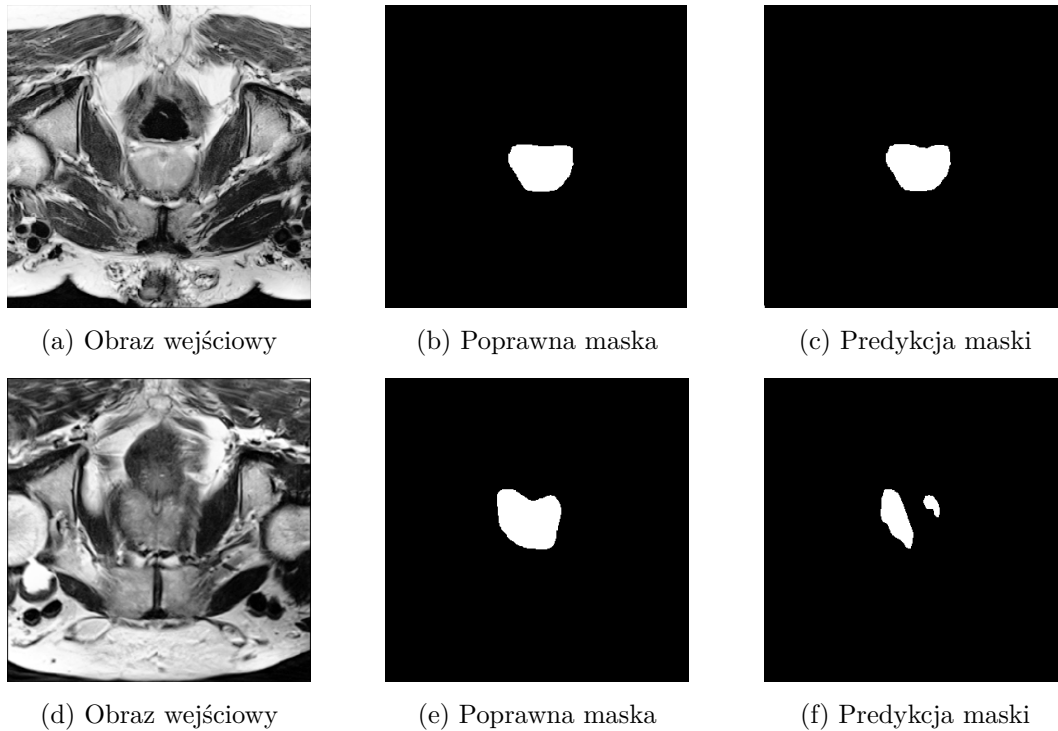 (a) Obraz wejściowy
(b) Poprawna maska
(c) Predykcja maski
(d) Obraz wejściowy
(e) Poprawna maska
(f) Predykcja maski